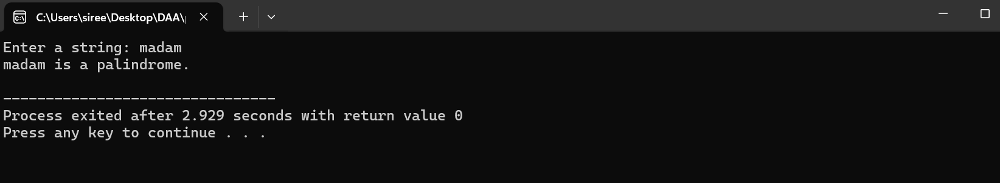 C:\Users\siree\Desktop\DAA\
Enter a string: madam
madam is a palindrome.
--------------------------------
Process exited after 2.929 seconds with return value 0
Press any key to continue . . .